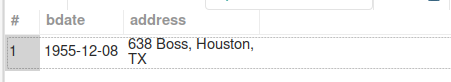 # bdate address
1 1955-12-08 638 Boss, Houston,
TX